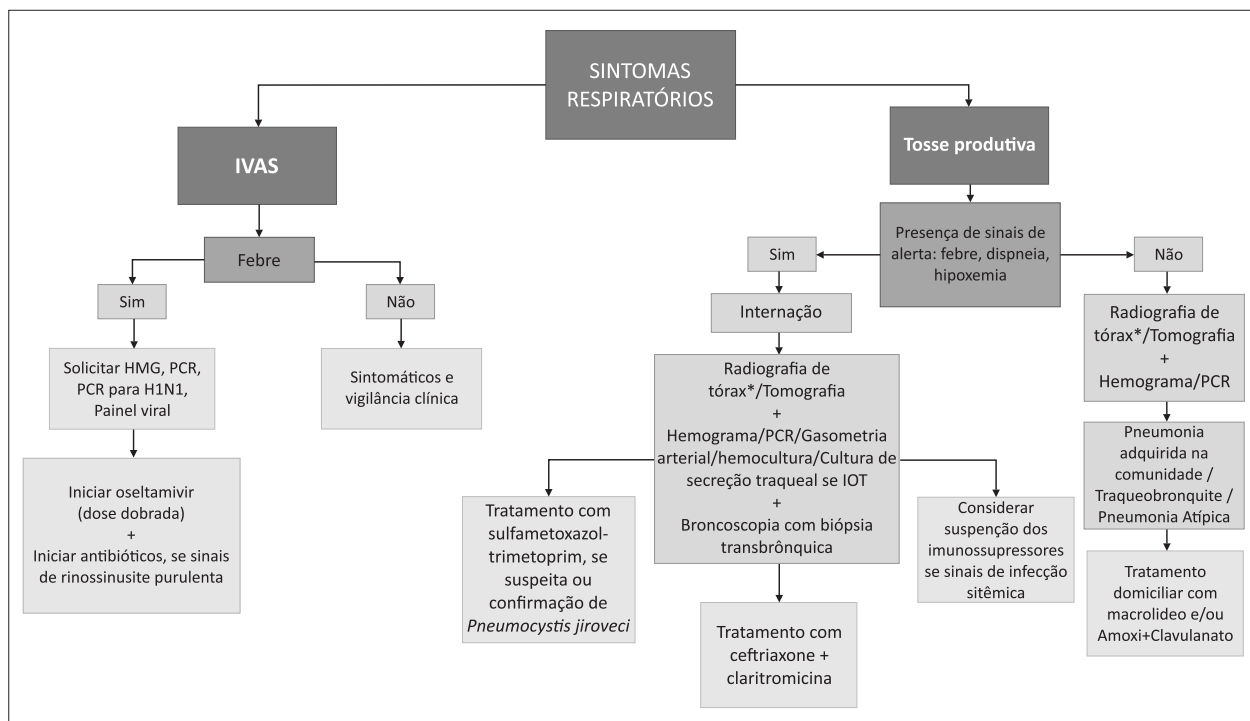 SINTOMAS
RESPIRATÓRIOS
IVAS
Febre
Sim
Não
Solicitar HMG, PCR,
PCR para H1N1,
Painel viral
Sintomáticos e
vigilância clínica
Iniciar oseltamivir
(dose dobrada)
+
Iniciar antibióticos, se sinais
de rinossinusite purulenta
Tosse produtiva
Presença de sinais de
alerta: febre, dispneia,
hipoxemia
Sim
Não
Internação
Radiografia de
tórax*/Tomografia
+
Hemograma/PCR/Gasometria
arterial/hemocultura/Cultura de
secreção traqueal se IOT
+
Broncoscopia com biópsia
transbrônquica
Tratamento com
sulfametoxazol-
trimetoprim, se
suspeita ou
confirmação de
Pneumocystis jiroveci
Tratamento com
ceftriaxone +
claritromicina
Considerar
suspenção dos
imunossupressores
se sinais de infecção
sitêmica
Radiografia de
tórax*/Tomografia
+
Hemograma/PCR
Pneumonia
adquirida na
comunidade /
Traqueobronquite /
Pneumonia Atípica
Tratamento
domiciliar com
macrolideo e/ou
Amoxi+Clavulanato